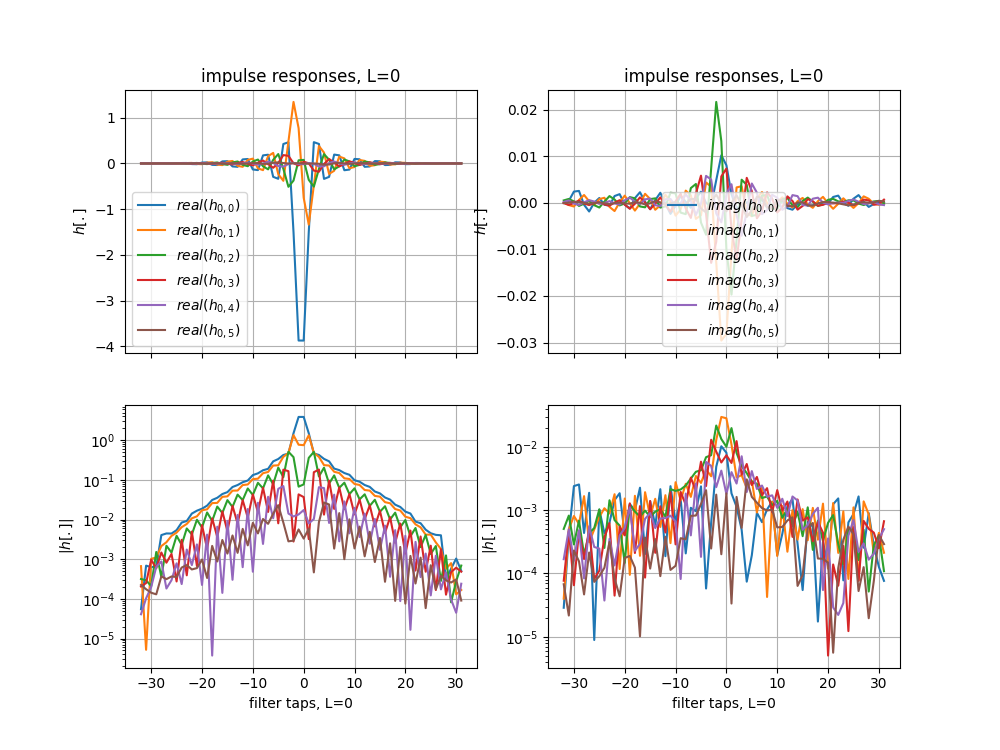 impulse responses, L=0
impulse responses, L=0
1
0
−1
−2
−3
−4
h[.]
real(h0,0)
real(h0,1)
real(h0,2)
real(h0,3)
real(h0,4)
real(h0,5)
0.02
0.01
0.00
−0.01
−0.02
−0.03
h[.]
imag(h0,0)
imag(h0,1)
imag(h0,2)
imag(h0,3)
imag(h0,4)
imag(h0,5)
10^0
10^−1
10^−2
10^−3
10^−4
10^−5
|h[.]|
−30 −20 −10 0 10 20 30
filter taps, L=0
10^−2
10^−3
10^−4
10^−5
|h[.]|
−30 −20 −10 0 10 20 30
filter taps, L=0